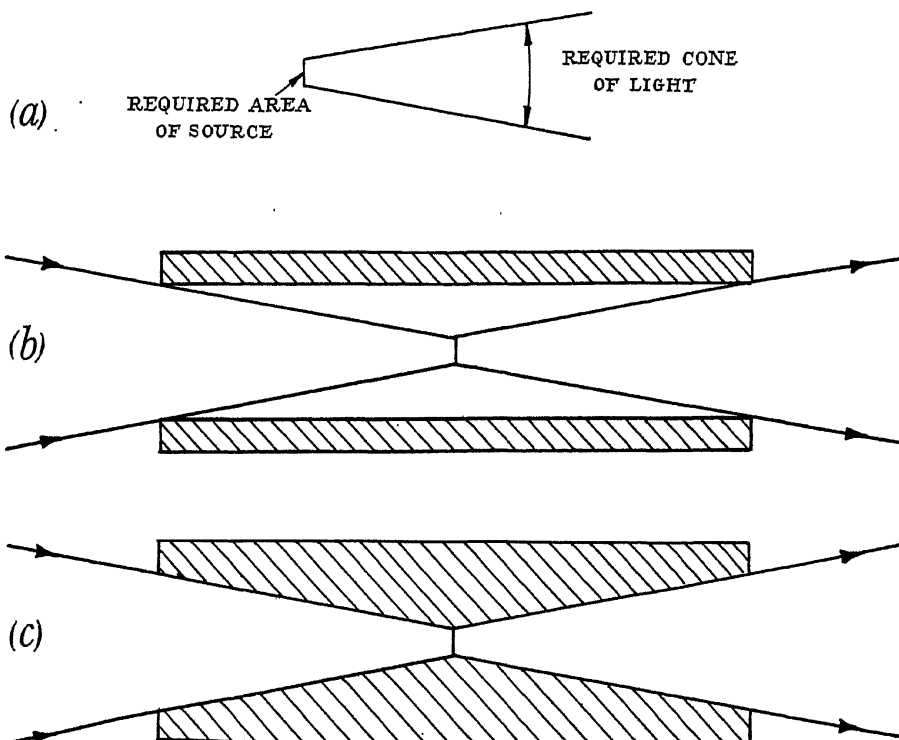 REQUIRED CONE
OF LIGHT
REQUIRED AREA
OF SOURCE
(a)
(b)
(c)